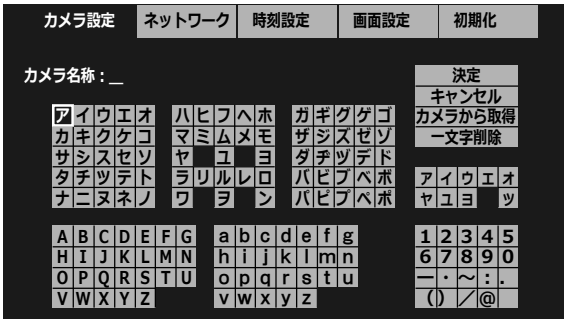 カメラ設定 ネットワーク 時刻設定 画面設定 初期化
カメラ名称：＿
決定
キャンセル
カメラから取得
一文字削除
アイウエオ ハヒフヘホ ガギグゲゴ
カキクケコ マミムメモ ザジズゼゾ
サシスセソ ヤ ユ ヨ ダヂヅデド
タチツテト ラリルレロ バビブベボ
ナニヌネノ ワ ヲ ン パピプペポ
ァィゥェォ
ャュョ ッ
ABCDEFG abcdefg 12345
HIJKLMN hijklmn 67890
OPQRSTU opqrstu ー・～：．
VWXYZ vwxyz () ／@